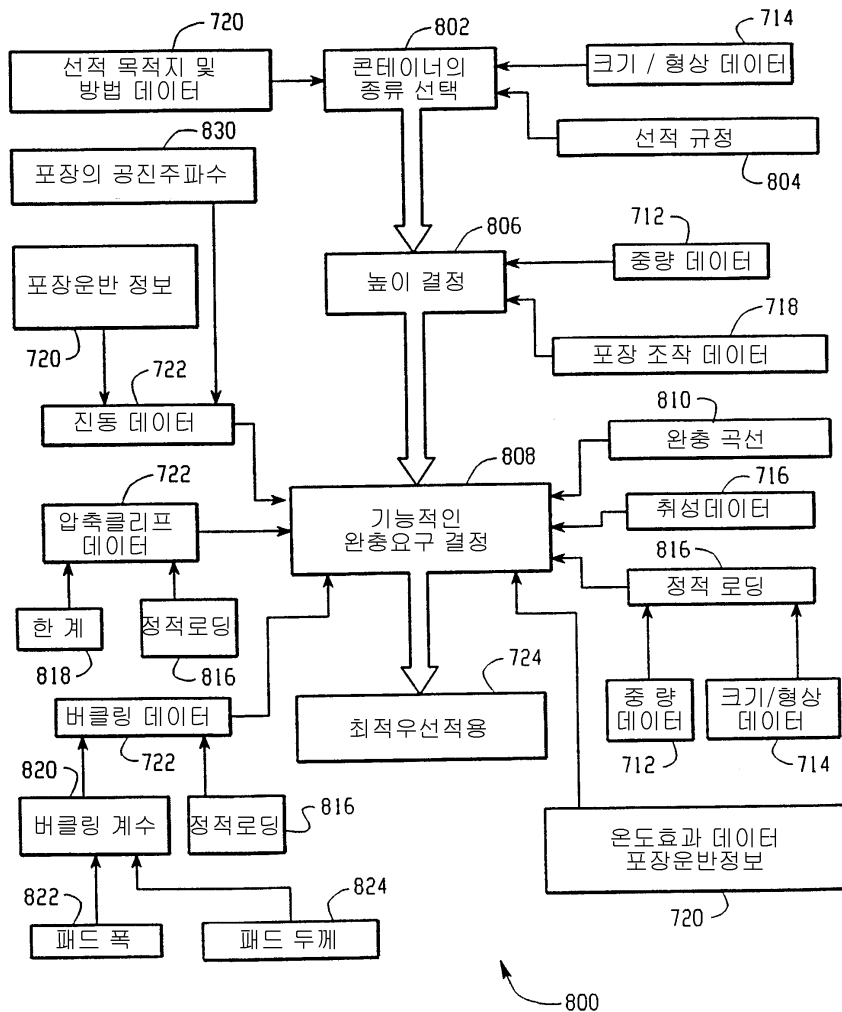 720
선적 목적지 및
방법 데이터
802
콘테이너의
종류 선택
714
크기 / 형상 데이터
선적 규정
804
830
포장의 공진주파수
806
높이 결정
712
중량 데이터
포장운반 정보
720
718
포장 조작 데이터
722
진동 데이터
810
완충 곡선
808
기능적인
완충요구 결정
716
취성데이터
722
압축클리프
데이터
816
정적 로딩
한 계
818
정적로딩
816
중 량
데이터
712
크기/형상
데이터
714
버클링 데이터
722
724
최적우선적용
820
버클링 계수
정적로딩
816
온도효과 데이터
포장운반정보
720
822
패드 폭
824
패드 두께
800